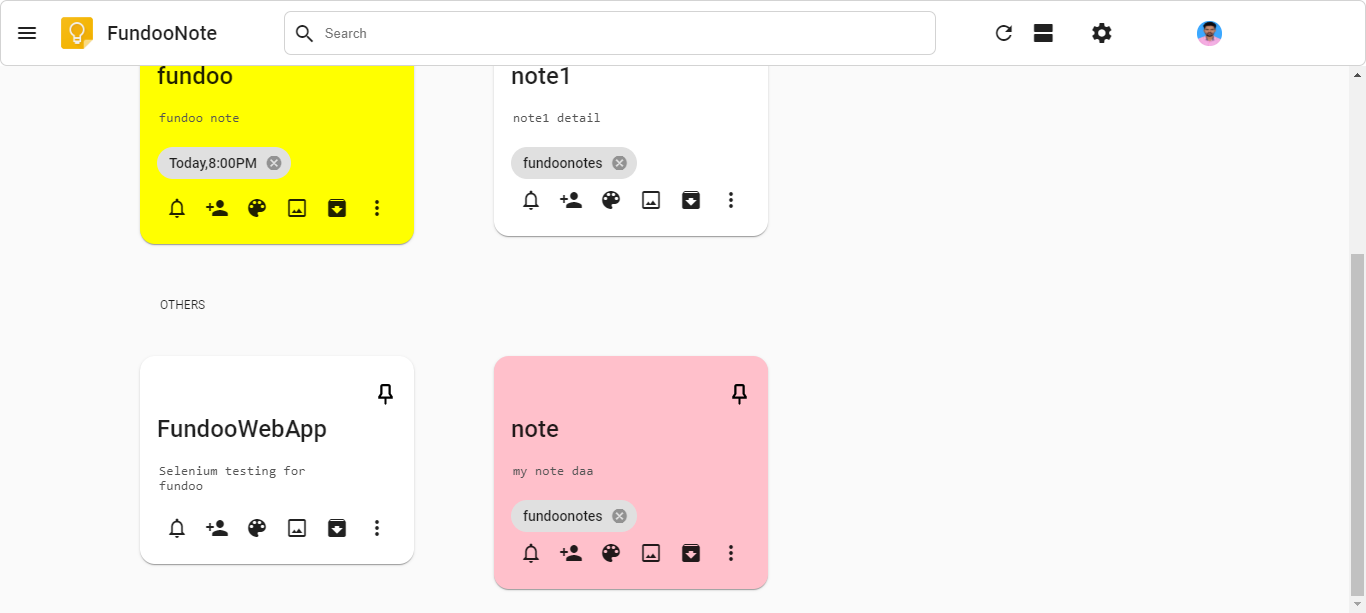 FundooNote
Search
fundoo
fundoo note
Today,8:00PM
note1
note1 detail
fundoonotes
OTHERS
FundooWebApp
Selenium testing for
fundoo
note
my note daa
fundoonotes